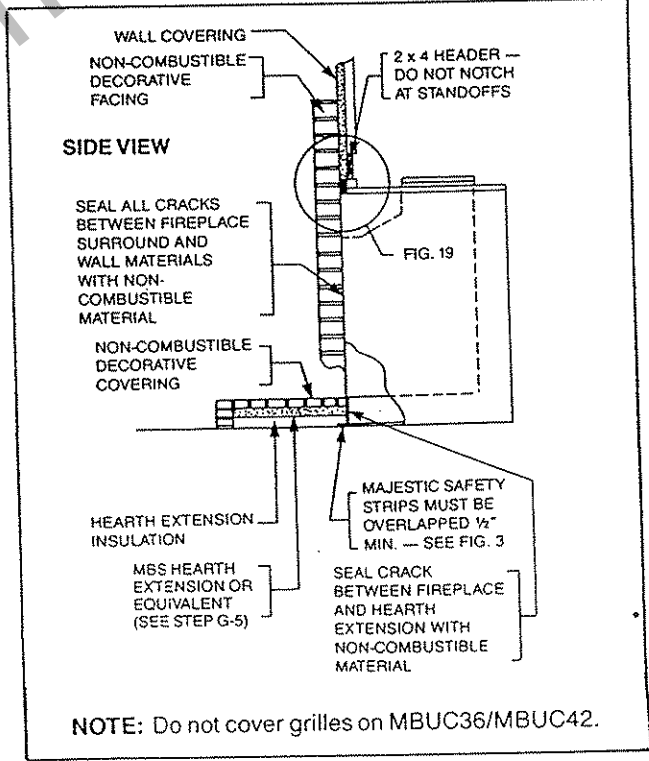 WALL COVERING
NON-COMBUSTIBLE
DECORATIVE
FACING
2 x 4 HEADER —
DO NOT NOTCH
AT STANDOFFS
SIDE VIEW
SEAL ALL CRACKS
BETWEEN FIREPLACE
SURROUND AND
WALL MATERIALS
WITH NON-
COMBUSTIBLE
MATERIAL
FIG. 19
NON-COMBUSTIBLE
DECORATIVE
COVERING
HEARTH EXTENSION
INSULATION
MBS HEARTH
EXTENSION OR
EQUIVALENT
(SEE STEP G-5)
MAJESTIC SAFETY
STRIPS MUST BE
OVERLAPPED ½"
MIN. — SEE FIG. 3
SEAL CRACK
BETWEEN FIREPLACE
AND HEARTH
EXTENSION WITH
NON-COMBUSTIBLE
MATERIAL
NOTE: Do not cover grilles on MBUC36/MBUC42.